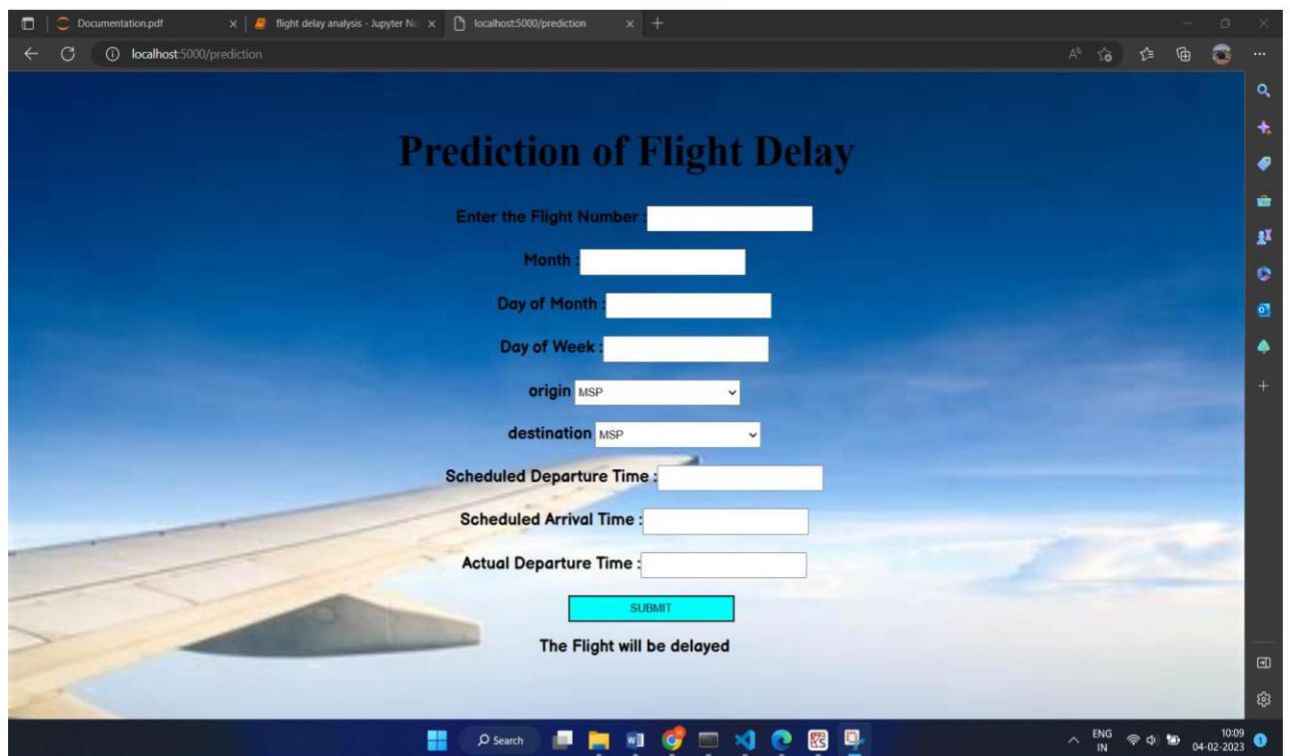 Documentation.pdf
flight delay analysis - Jupyter No
localhost:5000/prediction
localhost:5000/prediction
Prediction of Flight Delay
Enter the Flight Number :
Month :
Day of Month :
Day of Week :
origin MSP
destination MSP
Scheduled Departure Time :
Scheduled Arrival Time :
Actual Departure Time :
SUBMIT
The Flight will be delayed
Search
ENG
IN
10:09
04-02-2023
1